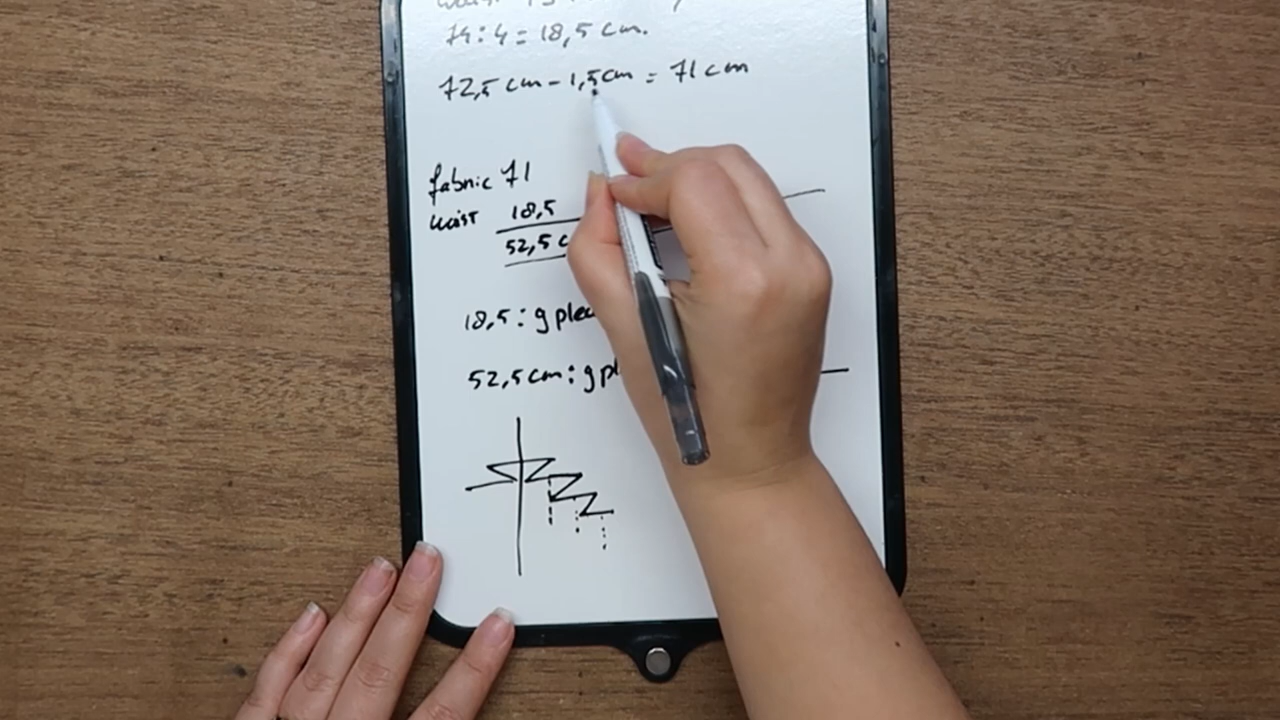 74:4 = 18,5 cm.
72,5 cm - 1,5 cm = 71 cm
fabric 71
waist 18,5
52,5 c
18,5 : 9 plea
52,5 cm : 9 pl